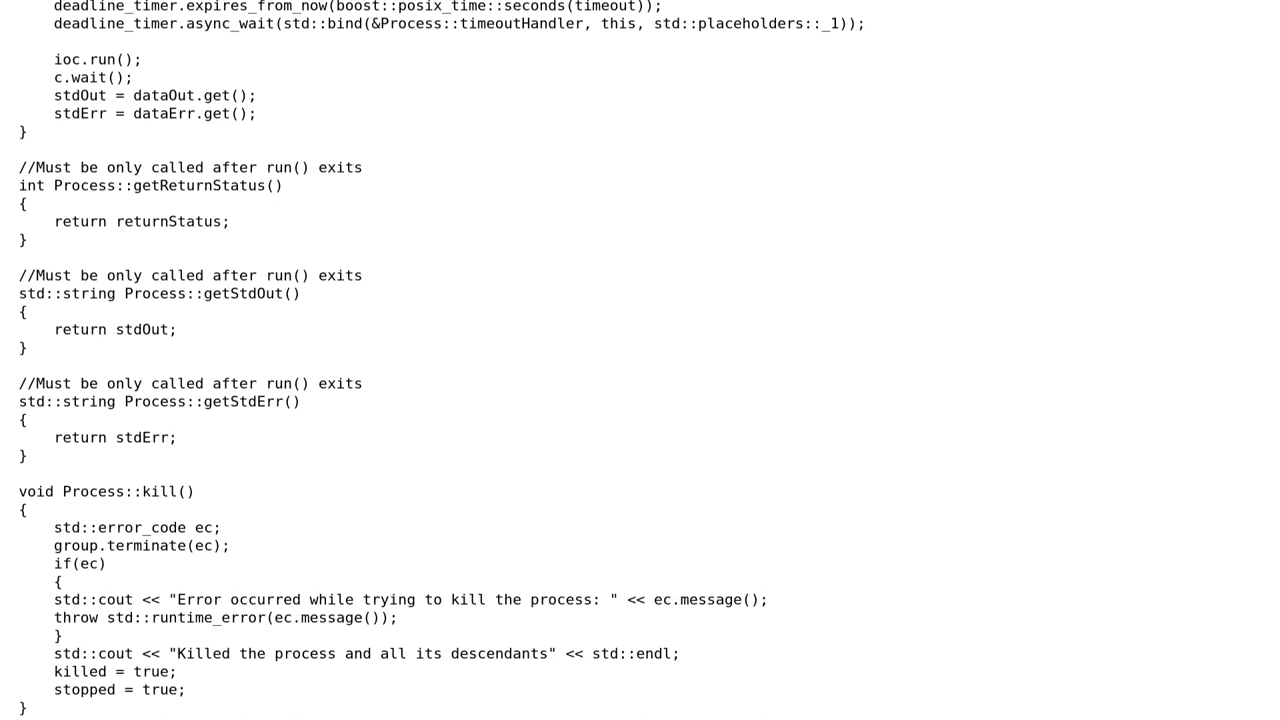 deadline_timer.expires_from_now(boost::posix_time::seconds(timeout));
    deadline_timer.async_wait(std::bind(&Process::timeoutHandler, this, std::placeholders::_1));

    ioc.run();
    c.wait();
    stdOut = dataOut.get();
    stdErr = dataErr.get();
}

//Must be only called after run() exits
int Process::getReturnStatus()
{
    return returnStatus;
}

//Must be only called after run() exits
std::string Process::getStdOut()
{
    return stdOut;
}

//Must be only called after run() exits
std::string Process::getStdErr()
{
    return stdErr;
}

void Process::kill()
{
    std::error_code ec;
    group.terminate(ec);
    if(ec)
    {
    std::cout << "Error occurred while trying to kill the process: " << ec.message();
    throw std::runtime_error(ec.message());
    }
    std::cout << "Killed the process and all its descendants" << std::endl;
    killed = true;
    stopped = true;
}